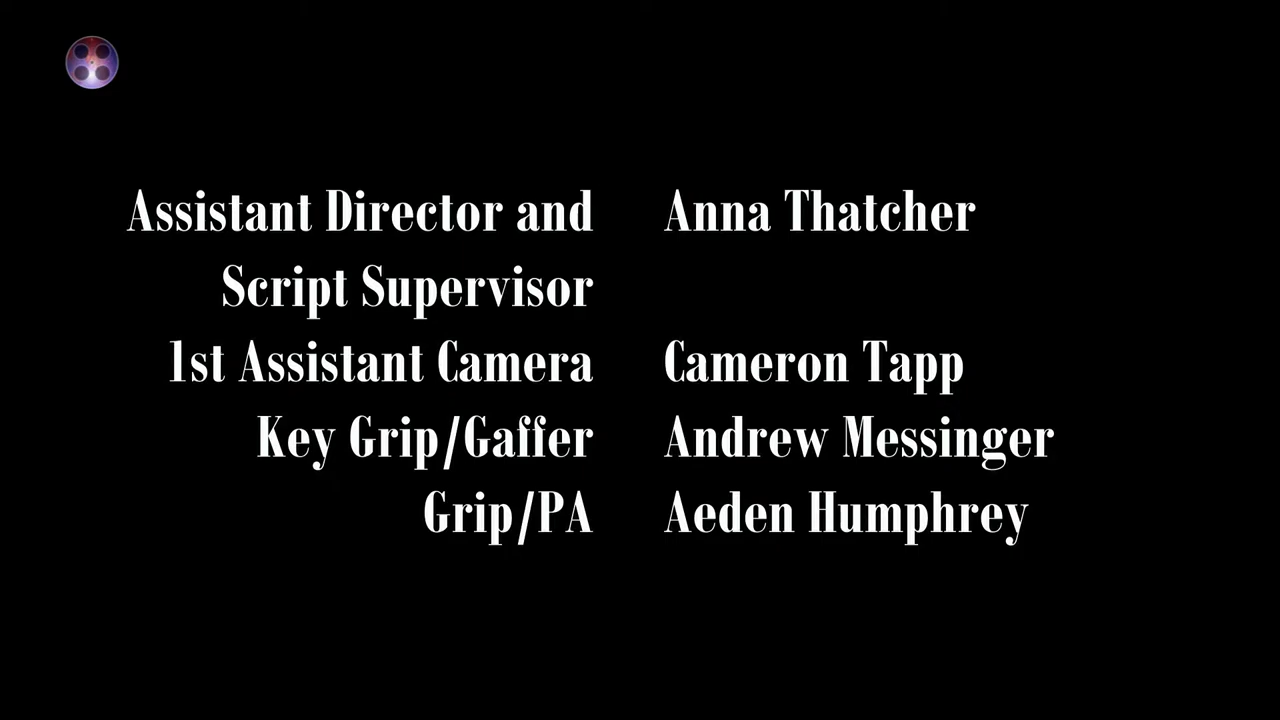 Assistant Director and Anna Thatcher
Script Supervisor
1st Assistant Camera Cameron Tapp
Key Grip/Gaffer Andrew Messinger
Grip/PA Aeden Humphrey